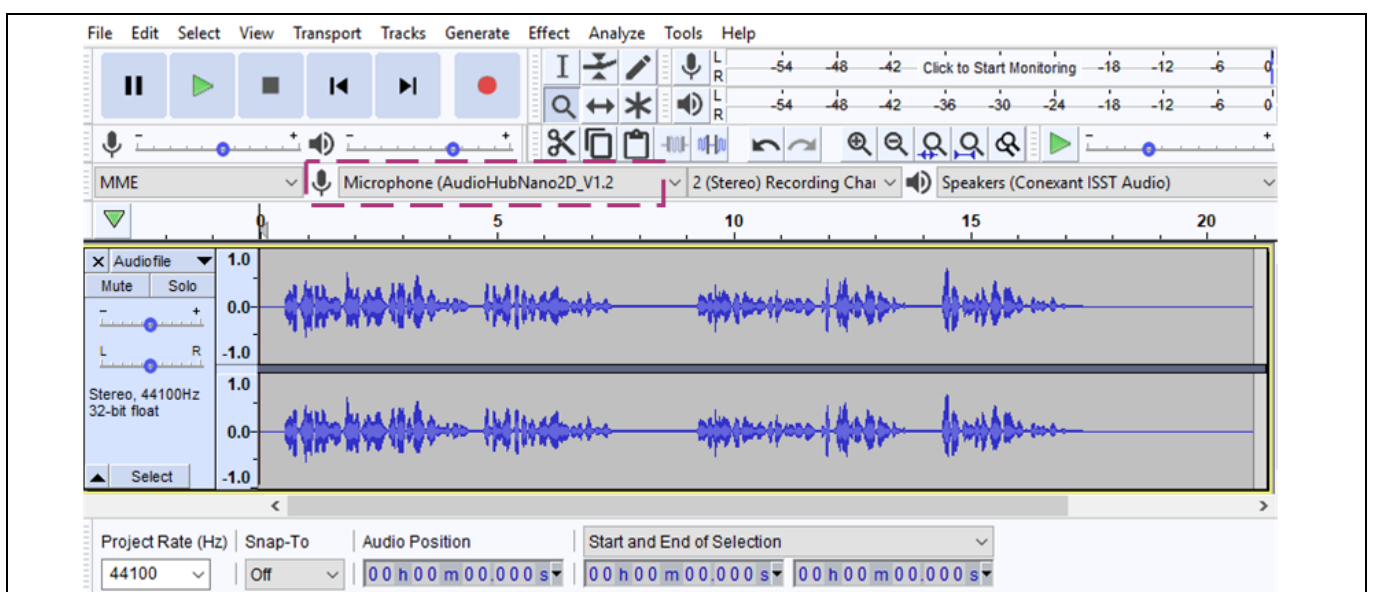 File Edit Select View Transport Tracks Generate Effect Analyze Tools Help
L R -54 -48 -42 Click to Start Monitoring -18 -12 -6 0
L R -54 -48 -42 -36 -30 -24 -18 -12 -6 0
- + - + - +
MME Microphone (AudioHubNano2D_V1.2 2 (Stereo) Recording Chai Speakers (Conexant ISST Audio)
0 5 10 15 20
X Audiofile 1.0
Mute Solo
- + 0.0
L R -1.0
Stereo, 44100Hz 1.0
32-bit float
0.0
Select -1.0
Project Rate (Hz) Snap-To Audio Position Start and End of Selection
44100 Off 00 h 00 m 00.000 s 00 h 00 m 00.000 s 00 h 00 m 00.000 s